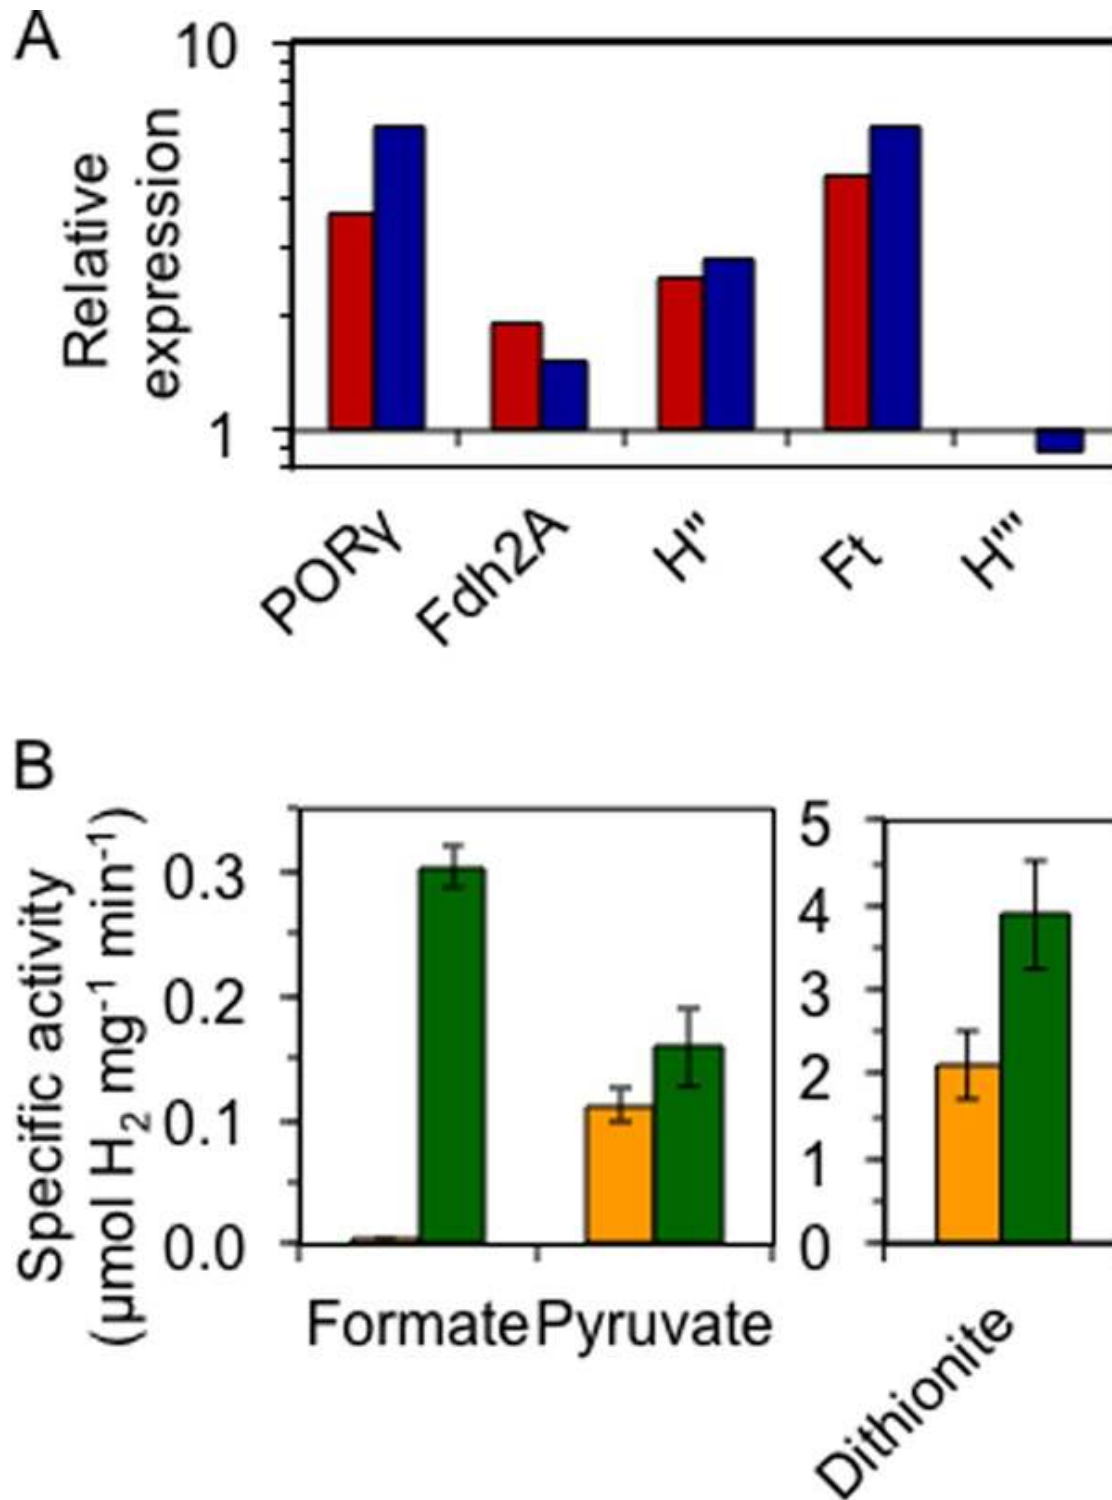 A
10
Relative
expression
1
PORγ
Fdh2A
H"
Ft
H"'
B
Specific activity
(μmol H₂ mg⁻¹ min⁻¹)
0.3
0.2
0.1
0.0
Formate
Pyruvate
5
4
3
2
1
0
Dithionite